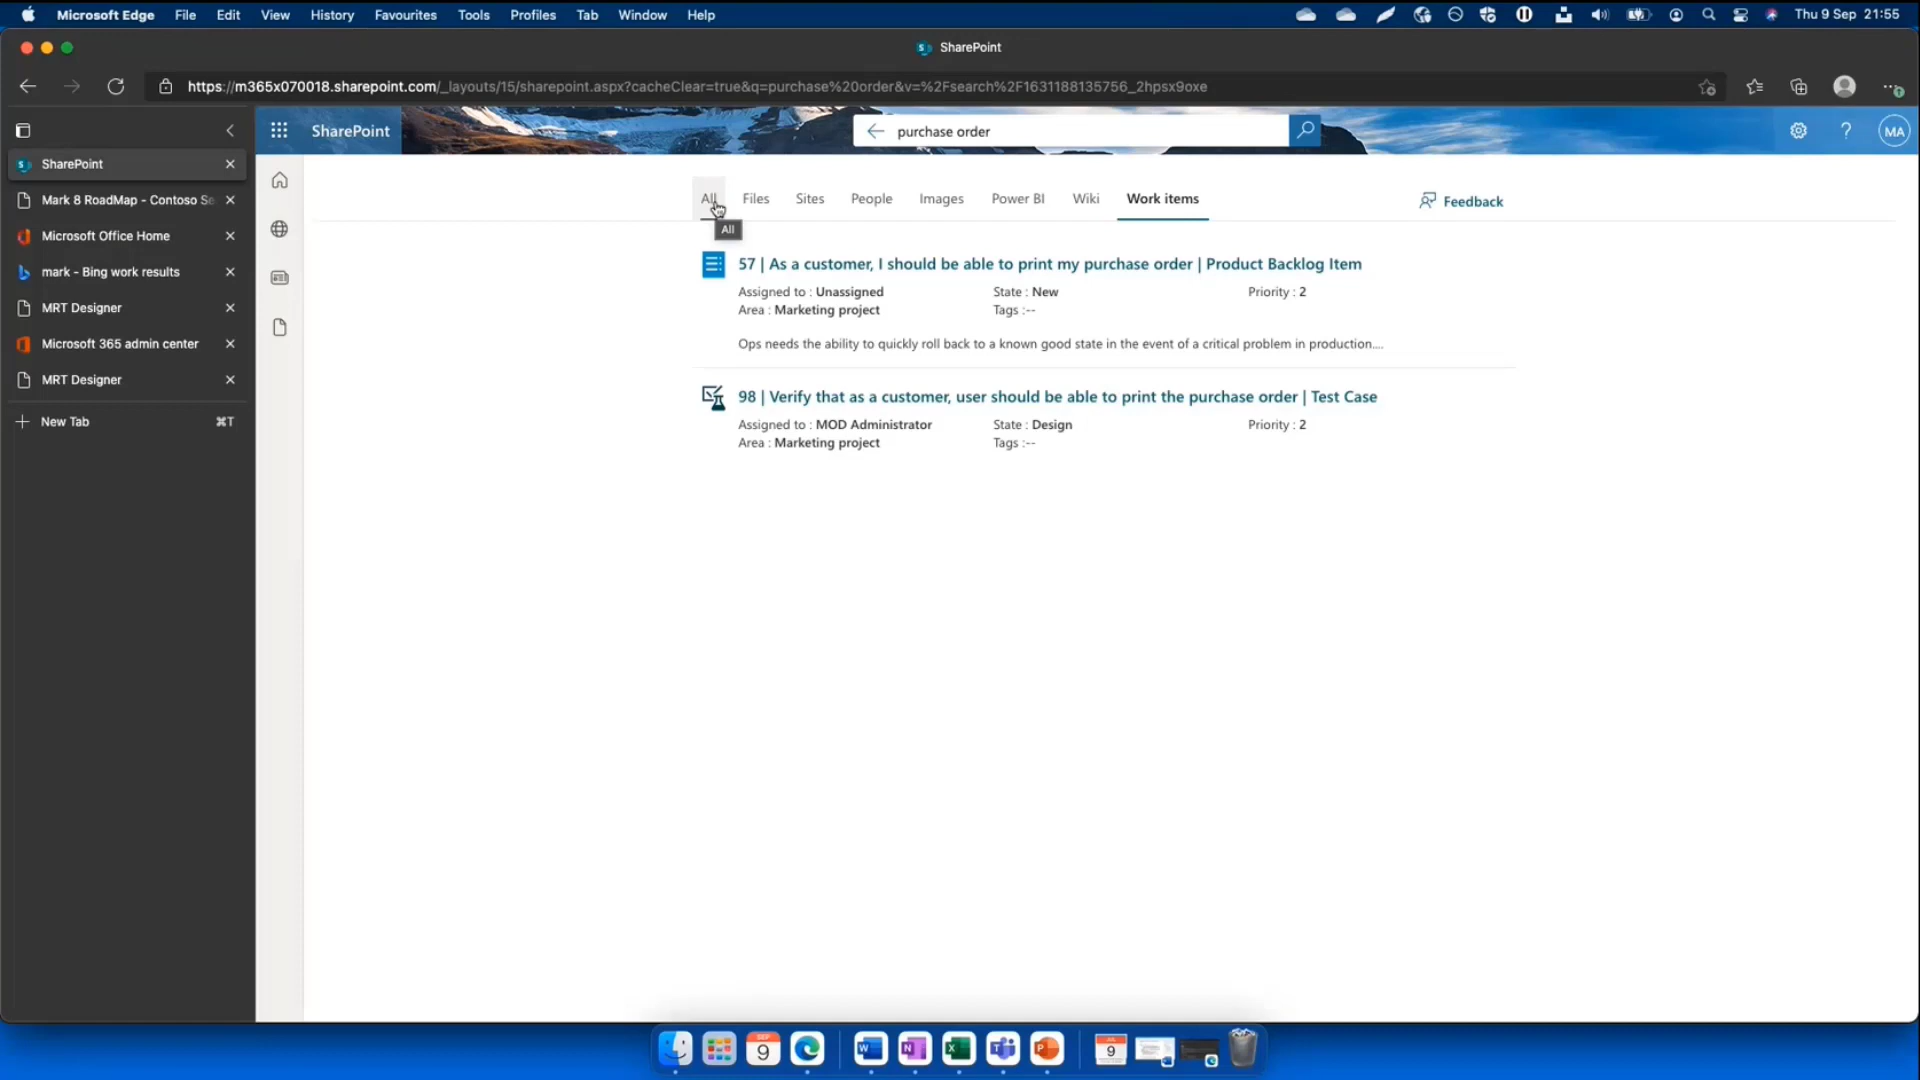 Microsoft Edge File Edit View History Favourites Tools Profiles Tab Window Help Thu 9 Sep 21:55
SharePoint
https://m365x070018.sharepoint.com/_layouts/15/sharepoint.aspx?cacheClear=true&q=purchase%20order&v=%2Fsearch%2F1631188135756_2hpsx9oxe
SharePoint
Mark 8 RoadMap - Contoso Se
Microsoft Office Home
mark - Bing work results
MRT Designer
Microsoft 365 admin center
MRT Designer
New Tab ⌘T
SharePoint
purchase order
? MA
All Files Sites People Images Power BI Wiki Work items Feedback
All
57 | As a customer, I should be able to print my purchase order | Product Backlog Item
Assigned to : Unassigned State : New Priority : 2
Area : Marketing project Tags :--
Ops needs the ability to quickly roll back to a known good state in the event of a critical problem in production....
98 | Verify that as a customer, user should be able to print the purchase order | Test Case
Assigned to : MOD Administrator State : Design Priority : 2
Area : Marketing project Tags :--
SEP
9
9